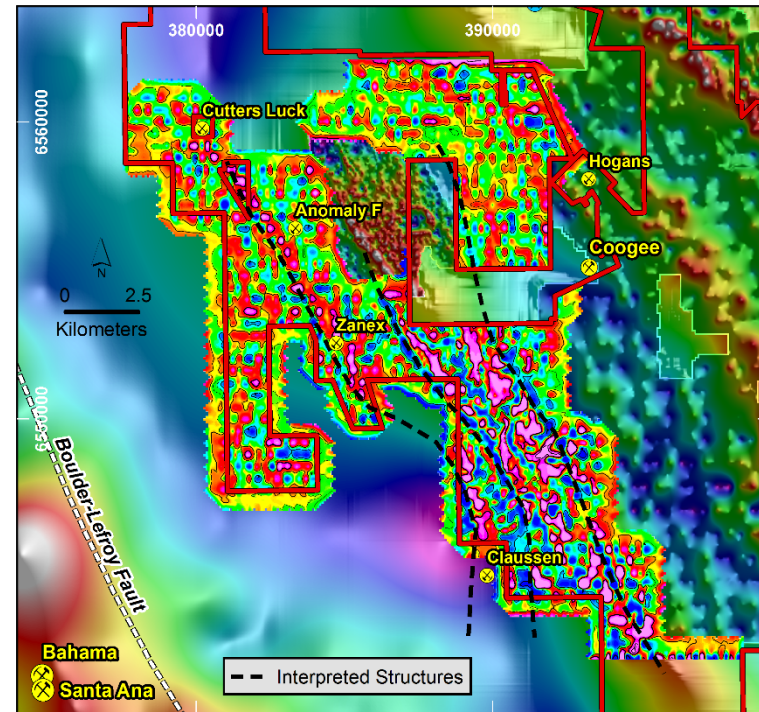 380000
390000
6560000
Cutters Luck
Hogans
Anomaly F
Coogee
N
0 2.5
Kilometers
Zanex
6550000
Boulder-Lefroy Fault
Claussen
Bahama
Santa Ana
Interpreted Structures